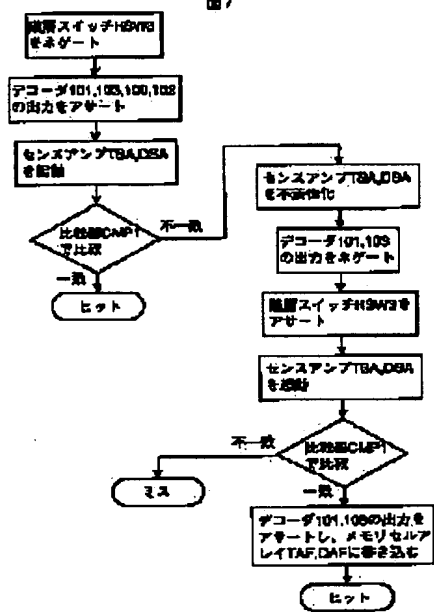 図7
階層スイッチHSW3
をネゲート
デコーダ101,103,100,102
の出力をアサート
センスアンプTSA,DSA
を起動
比較器CMP1
で比較
不一致
一致
ヒット
センスアンプTSA,DSA
を不活性化
デコーダ101,103
の出力をネゲート
階層スイッチHSW3を
アサート
センスアンプTSA,DSA
を起動
比較器CMP1
で比較
不一致
ミス
一致
デコーダ101,103の出力を
アサートし、メモリセルア
レイTAF,DAFに書き込む
ヒット